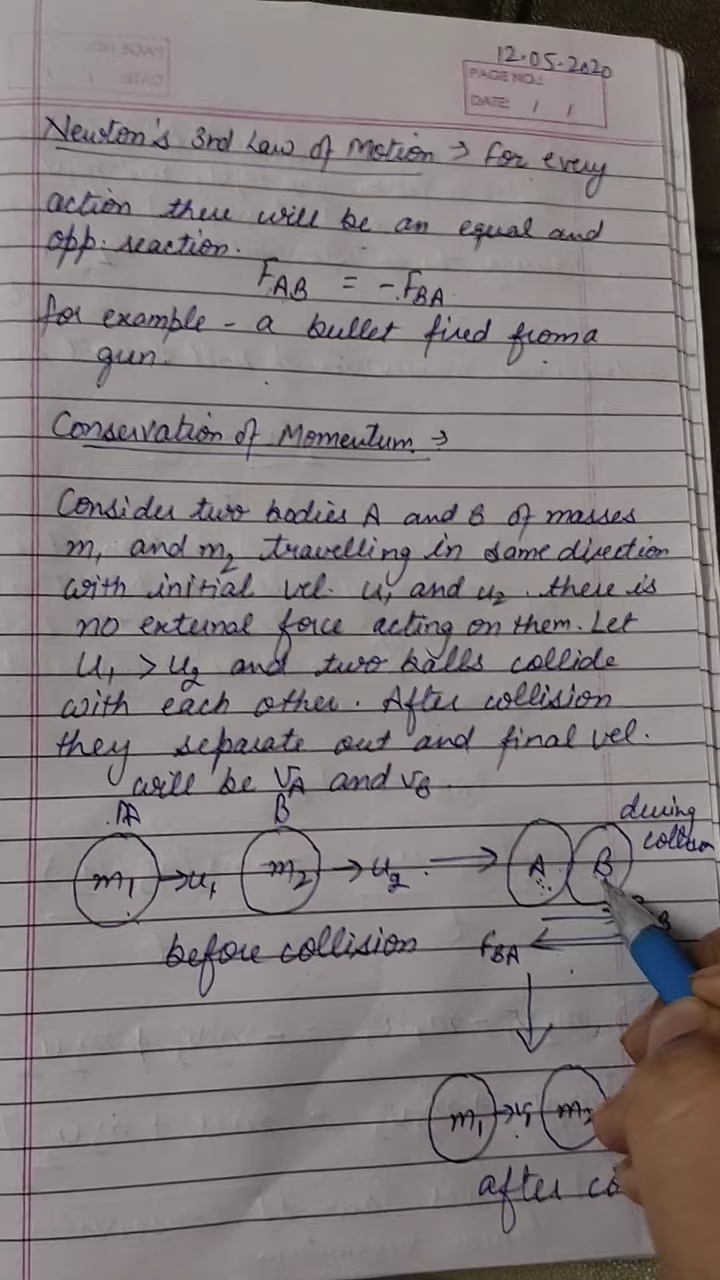 12.05.2020
PAGE NO.:
DATE: / /
Newton's 3rd Law of Motion → for every
action there will be an equal and
opp. reaction.
FAB = -FBA
for example - a bullet fired from a
gun.
Conservation of Momentum →
Consider two bodies A and B of masses
m1 and m2 travelling in same direction
with initial vel. u1 and u2. there is
no external force acting on them. Let
u1 > u2 and two balls collide
with each other. After collision
they separate out and final vel.
will be VA and VB.
A B during
collision
m1 → u1 m2 → u2 → A B
before collision FBA B
m1 → m2
after co